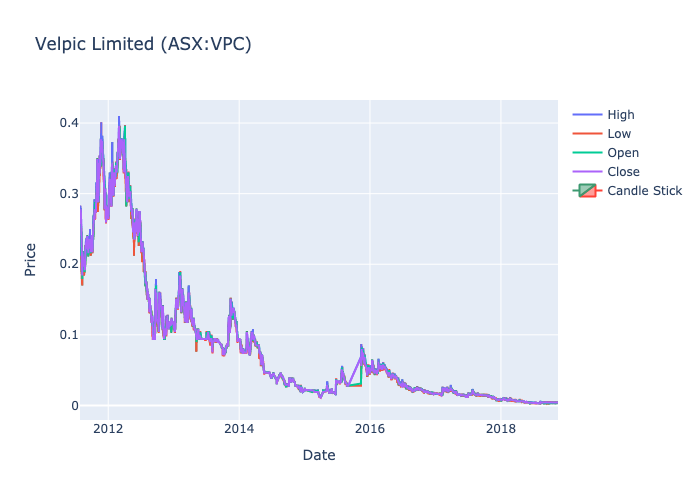 Velpic Limited (ASX:VPC)
High
Low
Open
Close
Candle Stick
0.4
0.3
0.2
0.1
0
Price
2012
2014
2016
2018
Date